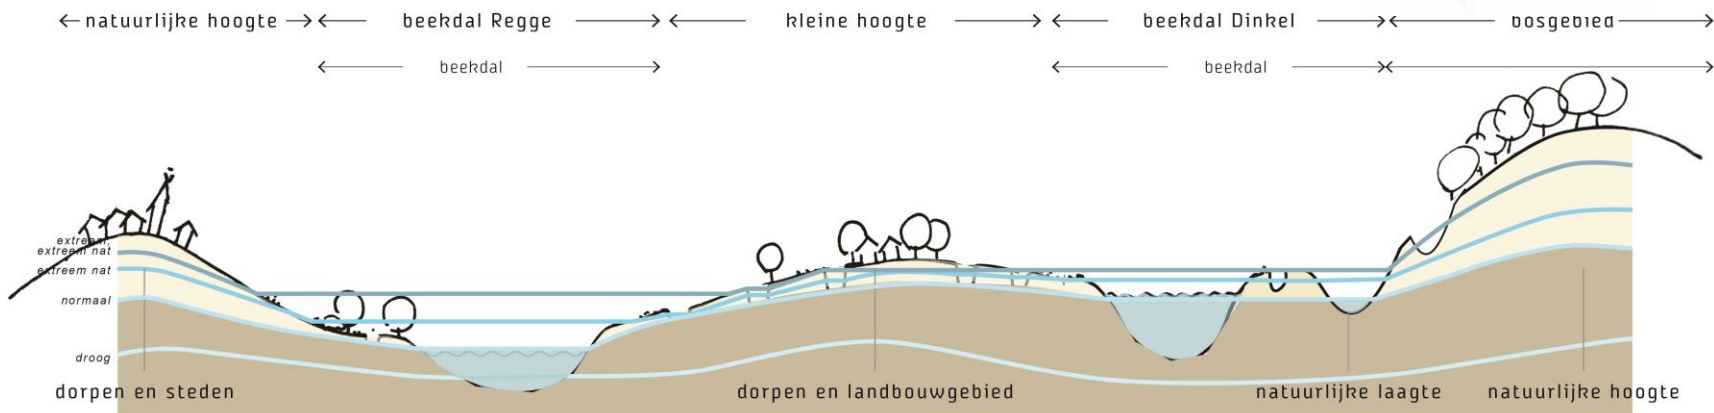 natuurlijke hoogte
beekdal Regge
kleine hoogte
beekdal Dinkel
bosgebied
beekdal
beekdal
extreem,
extreem nat
extreem nat
normaal
droog
dorpen en steden
dorpen en landbouwgebied
natuurlijke laagte
natuurlijke hoogte